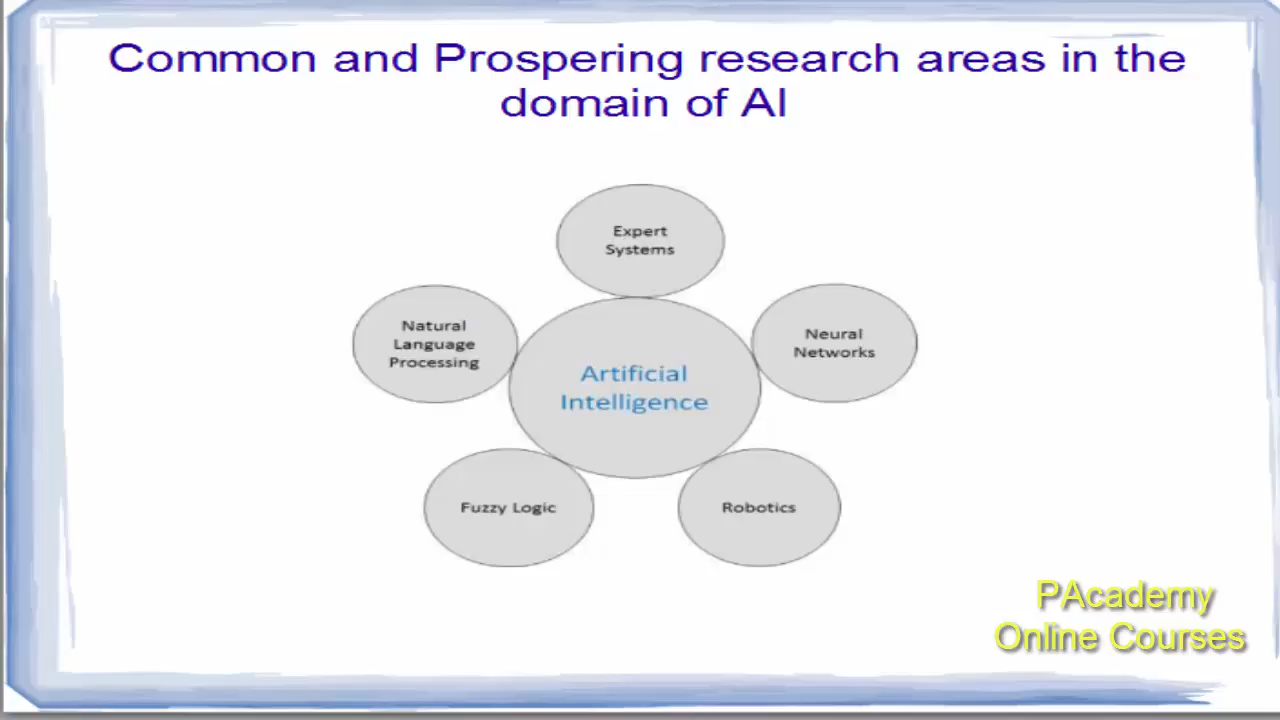 Common and Prospering research areas in the
domain of AI
Expert
Systems
Natural
Language
Processing
Neural
Networks
Artificial
Intelligence
Fuzzy Logic
Robotics
PAcademy
Online Courses